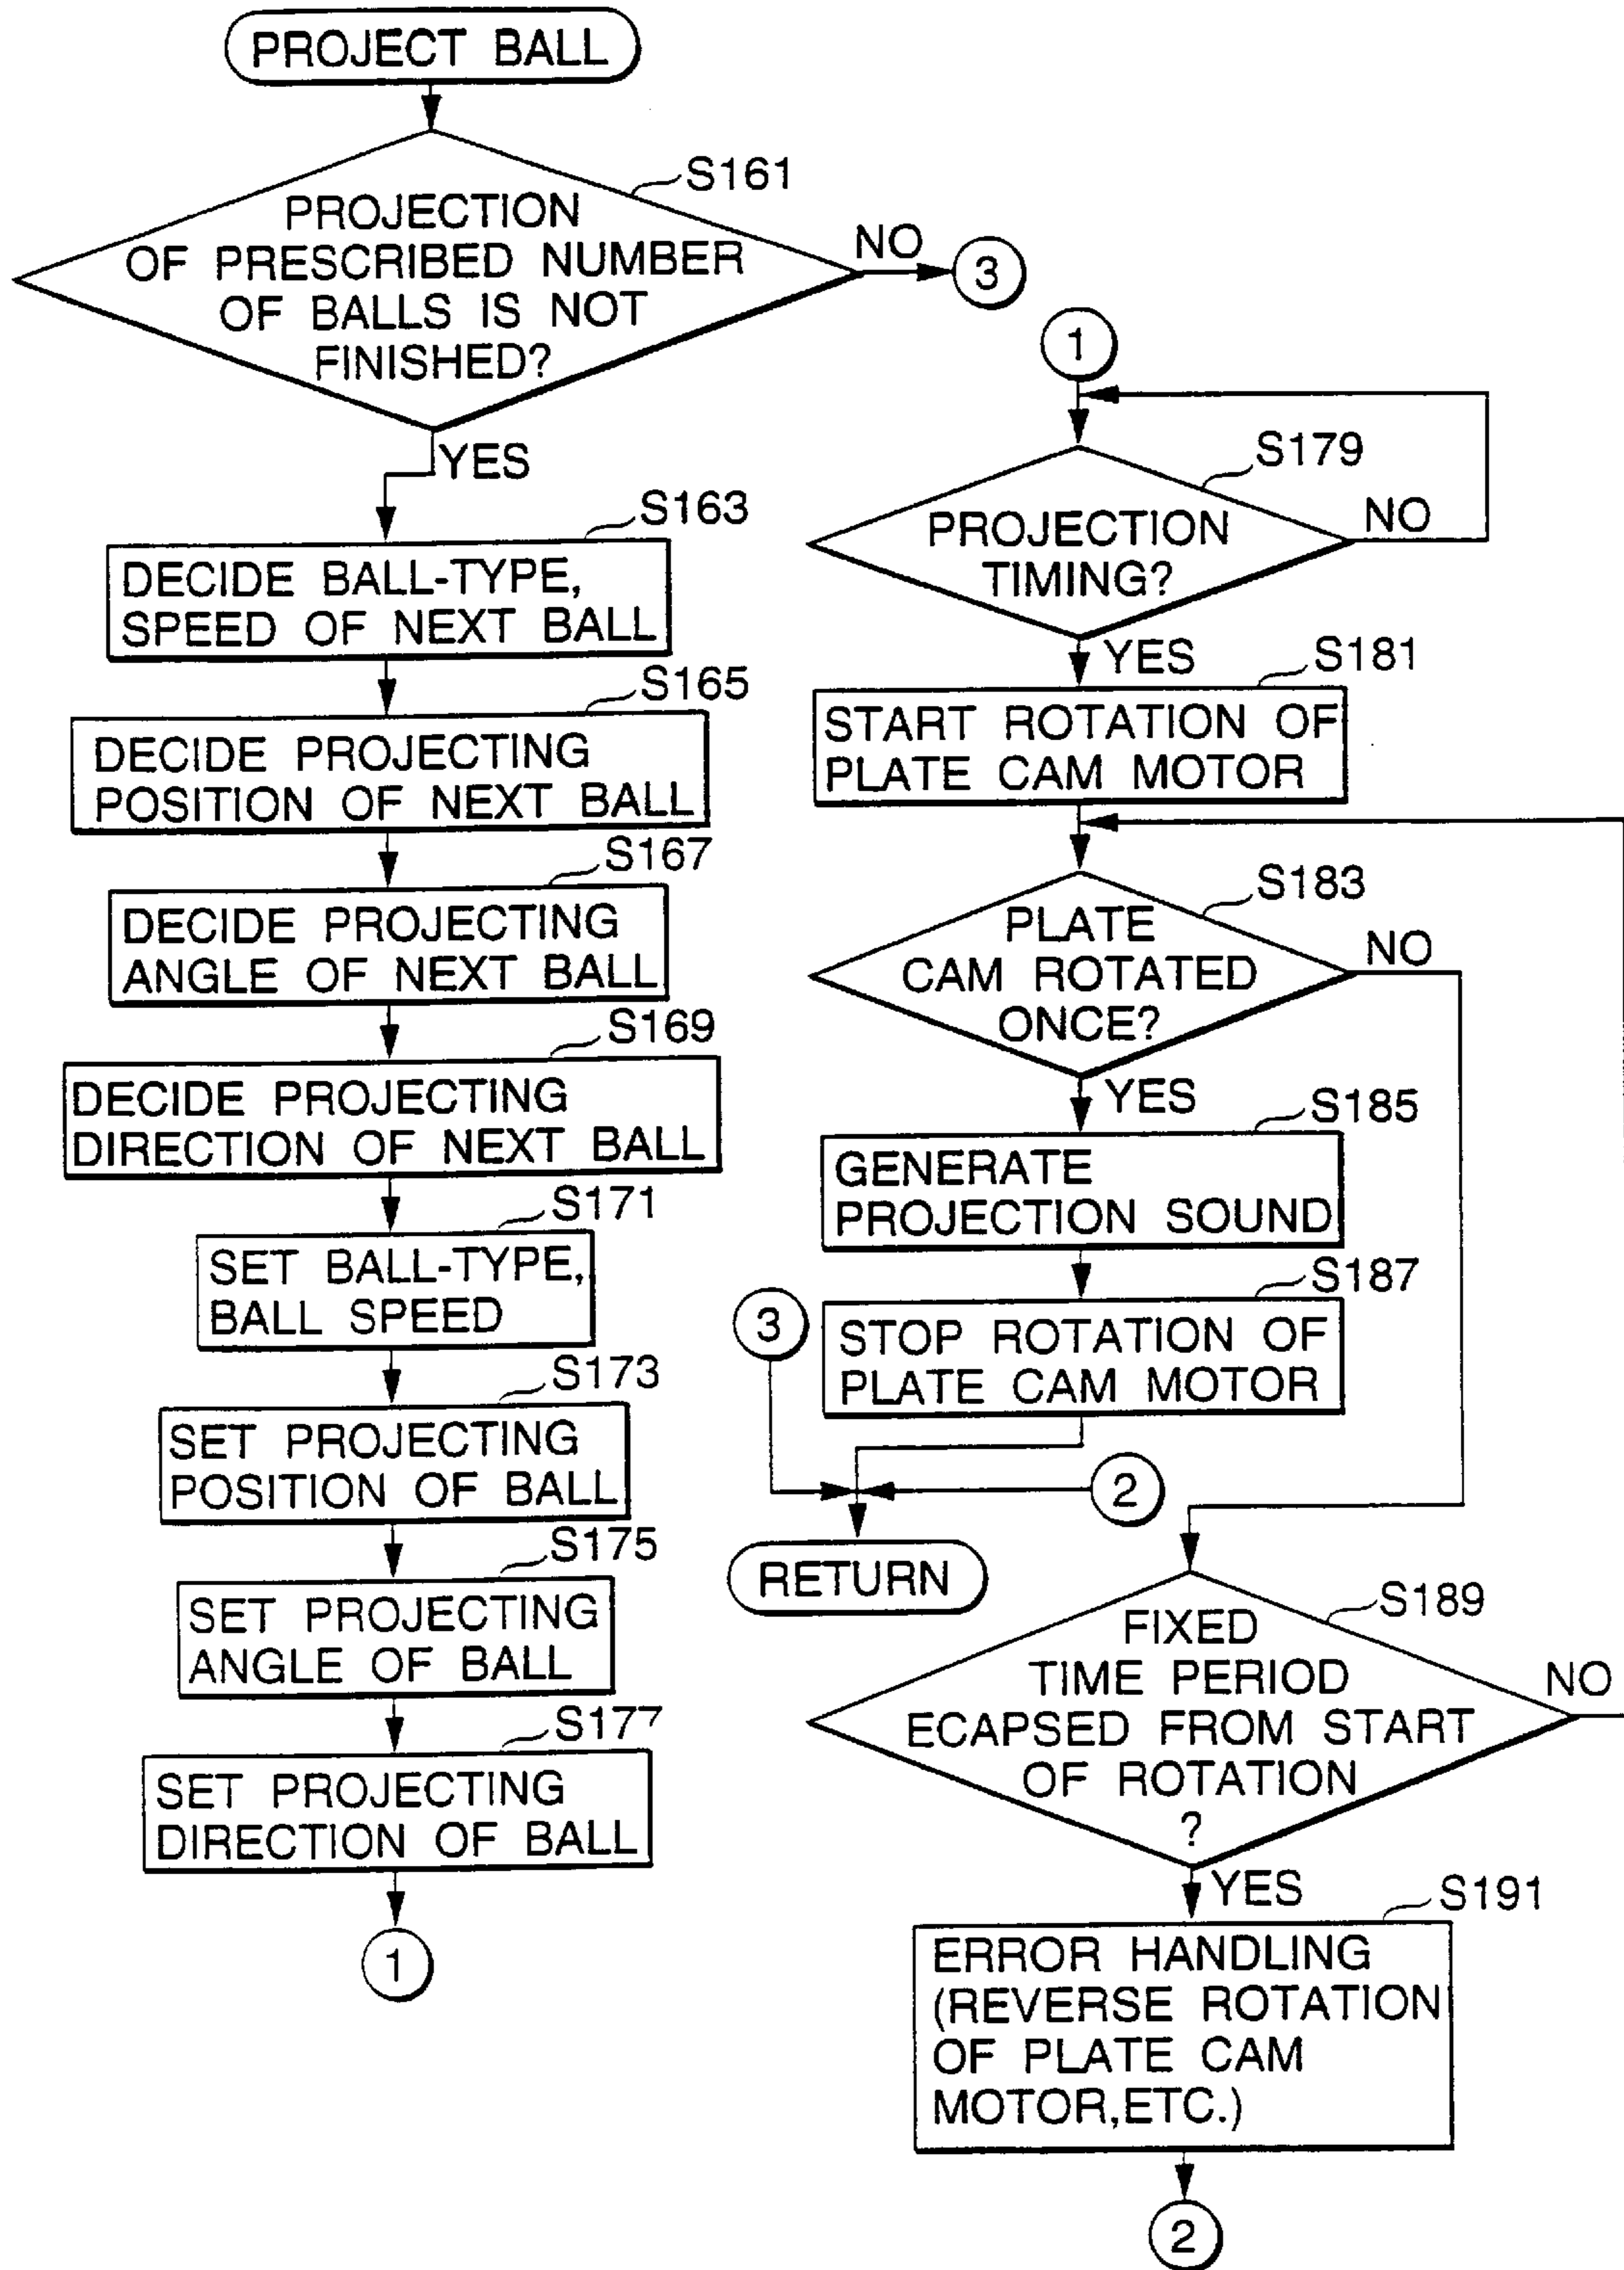 PROJECT BALL
S161
PROJECTION
OF PRESCRIBED NUMBER
OF BALLS IS NOT
FINISHED?
NO
3
YES
S163
DECIDE BALL-TYPE,
SPEED OF NEXT BALL
S165
DECIDE PROJECTING
POSITION OF NEXT BALL
S167
DECIDE PROJECTING
ANGLE OF NEXT BALL
S169
DECIDE PROJECTING
DIRECTION OF NEXT BALL
S171
SET BALL-TYPE,
BALL SPEED
S173
SET PROJECTING
POSITION OF BALL
S175
SET PROJECTING
ANGLE OF BALL
S177
SET PROJECTING
DIRECTION OF BALL
1
1
S179
PROJECTION
TIMING?
NO
YES
S181
START ROTATION OF
PLATE CAM MOTOR
S183
PLATE
CAM ROTATED
ONCE?
NO
YES
S185
GENERATE
PROJECTION SOUND
S187
STOP ROTATION OF
PLATE CAM MOTOR
3
2
RETURN
S189
FIXED
TIME PERIOD
ECAPSED FROM START
OF ROTATION
?
NO
YES
S191
ERROR HANDLING
(REVERSE ROTATION
OF PLATE CAM
MOTOR,ETC.)
2